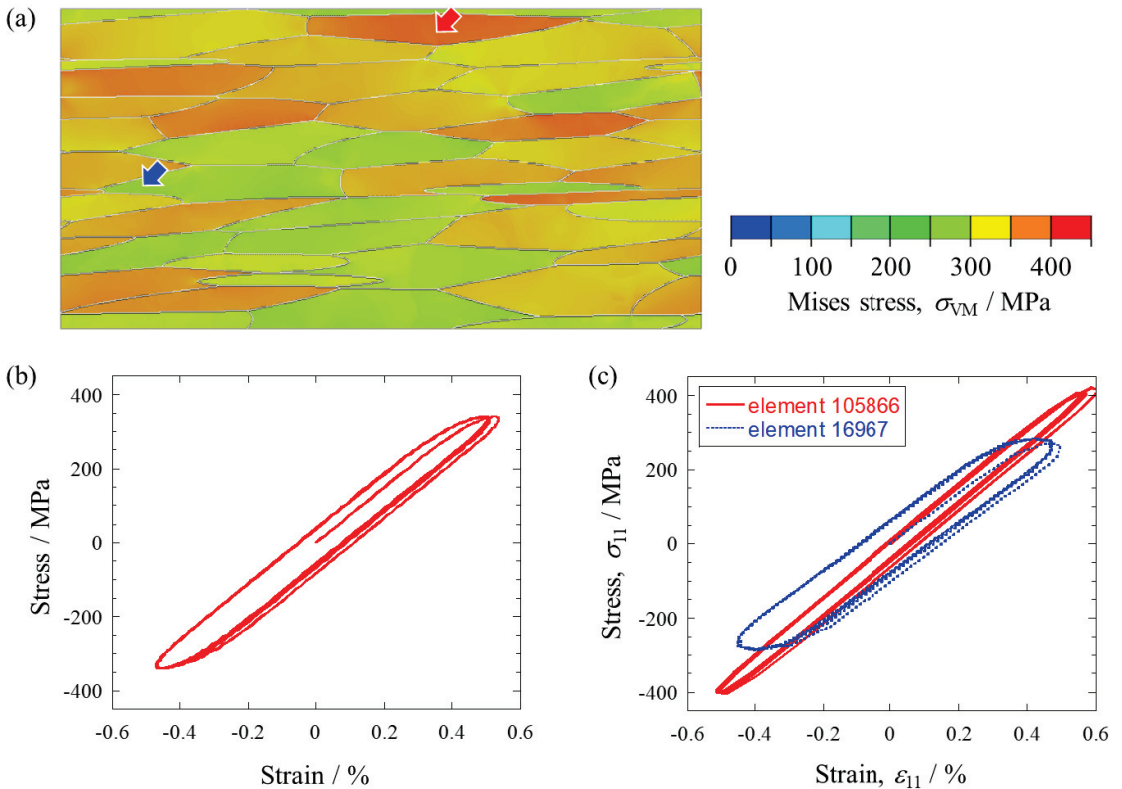 (a)
0 100 200 300 400
Mises stress, σVM / MPa
(b)
400
200
0
-200
-400
Stress / MPa
-0.6 -0.4 -0.2 0 0.2 0.4 0.6
Strain / %
(c)
element 105866
element 16967
400
200
0
-200
-400
Stress, σ11 / MPa
-0.6 -0.4 -0.2 0 0.2 0.4 0.6
Strain, ε11 / %